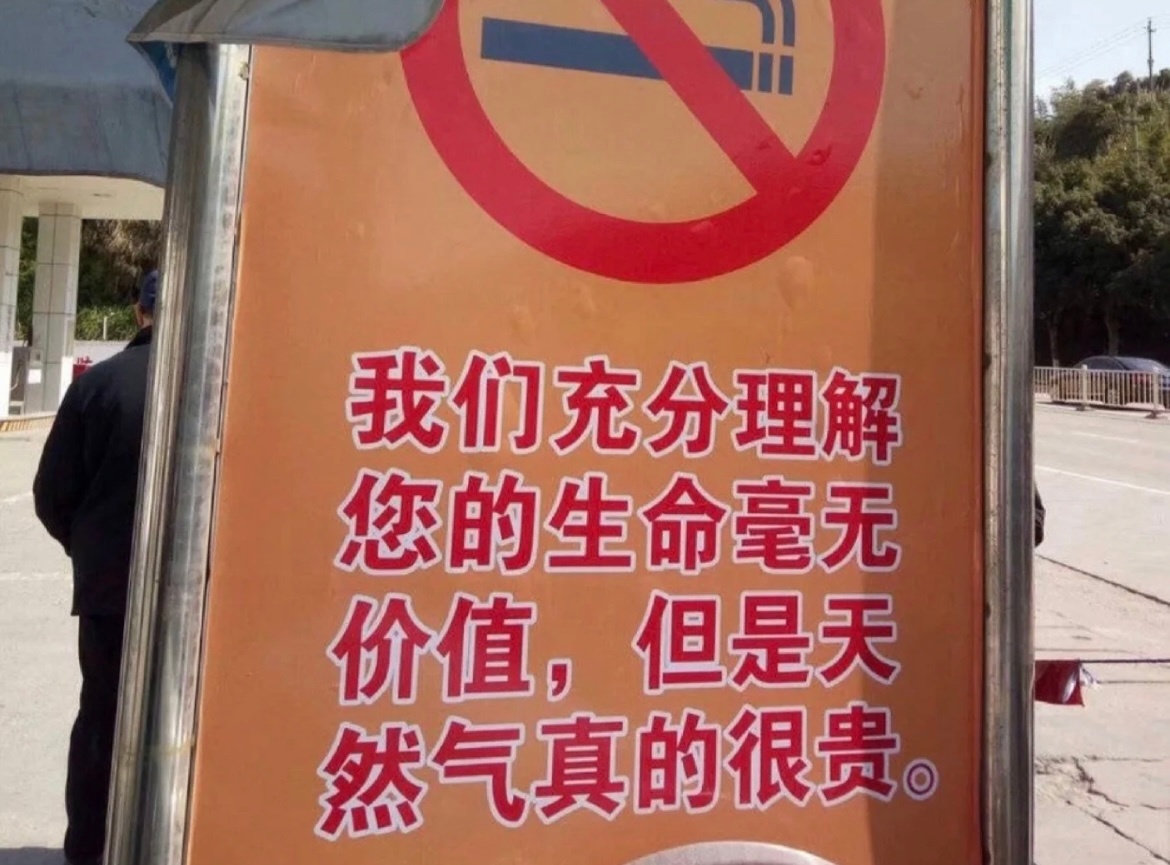 我们充分理解
您的生命毫无
价值，但是天
然气真的很贵。